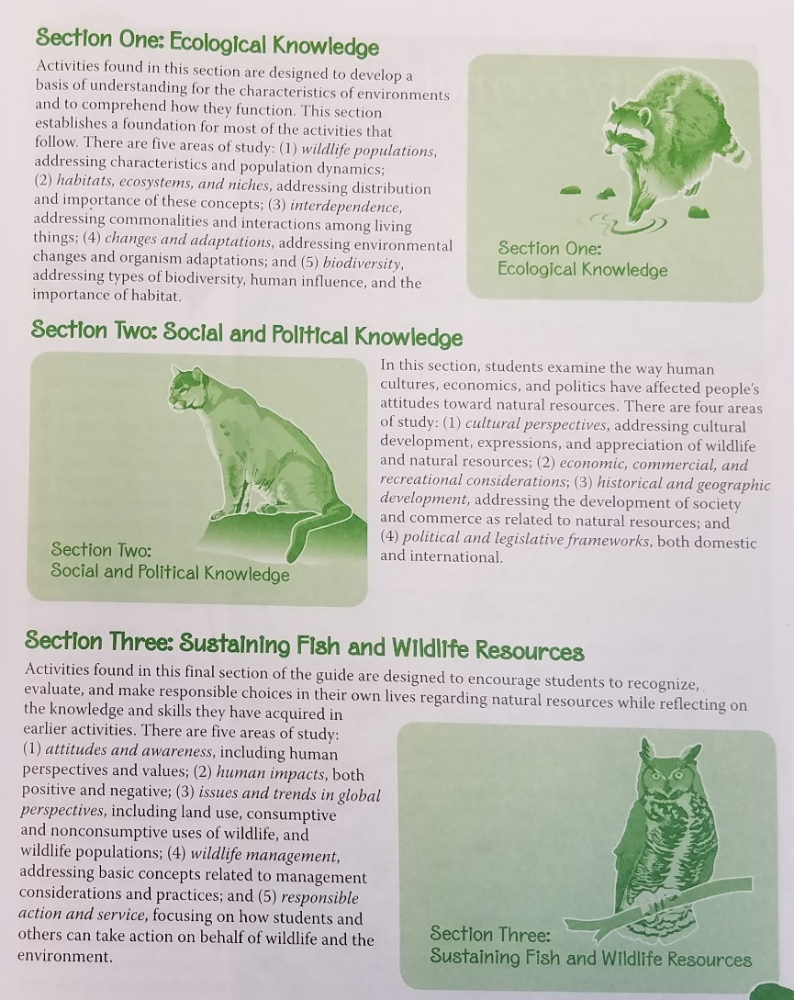 Section One: Ecological Knowledge
Activities found in this section are designed to develop a
basis of understanding for the characteristics of environments
and to comprehend how they function. This section
establishes a foundation for most of the activities that
follow. There are five areas of study: (1) wildlife populations,
addressing characteristics and population dynamics;
(2) habitats, ecosystems, and niches, addressing distribution
and importance of these concepts; (3) interdependence,
addressing commonalities and interactions among living
things; (4) changes and adaptations, addressing environmental
changes and organism adaptations; and (5) biodiversity,
addressing types of biodiversity, human influence, and the
importance of habitat.
Section One:
Ecological Knowledge
Section Two: Social and Political Knowledge
Section Two:
Social and Political Knowledge
In this section, students examine the way human
cultures, economics, and politics have affected people's
attitudes toward natural resources. There are four areas
of study: (1) cultural perspectives, addressing cultural
development, expressions, and appreciation of wildlife
and natural resources; (2) economic, commercial, and
recreational considerations; (3) historical and geographic
development, addressing the development of society
and commerce as related to natural resources; and
(4) political and legislative frameworks, both domestic
and international.
Section Three: Sustaining Fish and Wildlife Resources
Activities found in this final section of the guide are designed to encourage students to recognize,
evaluate, and make responsible choices in their own lives regarding natural resources while reflecting on
the knowledge and skills they have acquired in
earlier activities. There are five areas of study:
(1) attitudes and awareness, including human
perspectives and values; (2) human impacts, both
positive and negative; (3) issues and trends in global
perspectives, including land use, consumptive
and nonconsumptive uses of wildlife, and
wildlife populations; (4) wildlife management,
addressing basic concepts related to management
considerations and practices; and (5) responsible
action and service, focusing on how students and
others can take action on behalf of wildlife and the
environment.
Section Three:
Sustaining Fish and Wildlife Resources